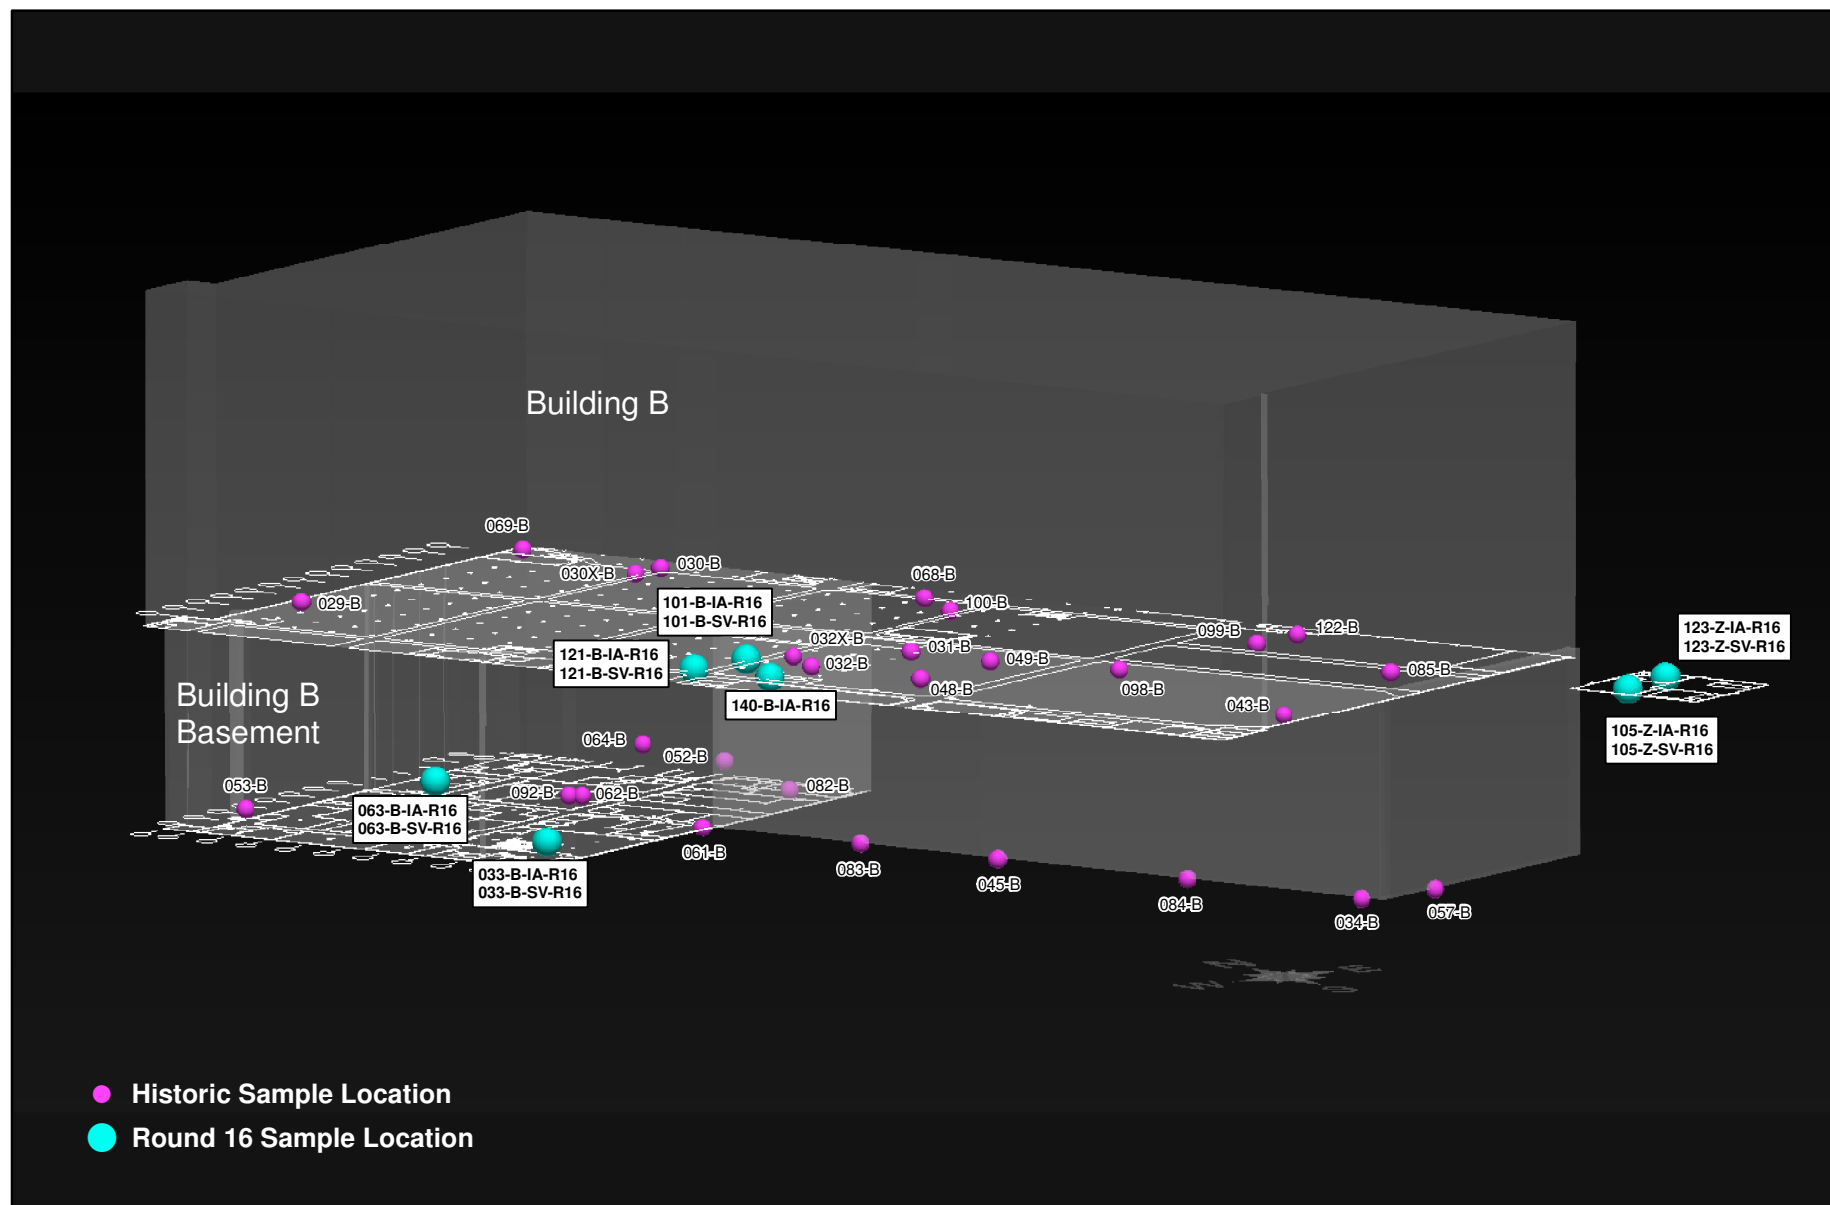 Building B
069-B
030X-B
030-B
029-B
068-B
100-B
101-B-IA-R16
101-B-SV-R16
032X-B
032-B
031-B
049-B
048-B
099-B
122-B
098-B
085-B
043-B
123-Z-IA-R16
123-Z-SV-R16
121-B-IA-R16
121-B-SV-R16
140-B-IA-R16
105-Z-IA-R16
105-Z-SV-R16
Building B
Basement
064-B
052-B
053-B
092-B
062-B
082-B
063-B-IA-R16
063-B-SV-R16
061-B
083-B
045-B
033-B-IA-R16
033-B-SV-R16
084-B
034-B
057-B
N
E
W
S
Historic Sample Location
Round 16 Sample Location